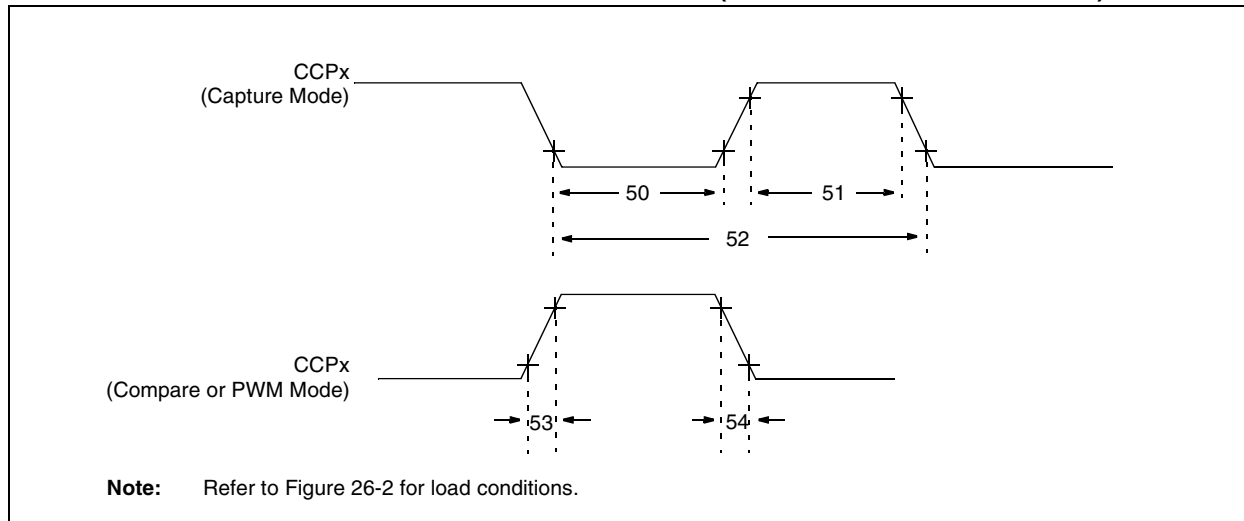 CCPx
(Capture Mode)
50
51
52
CCPx
(Compare or PWM Mode)
53
54
Note: Refer to Figure 26-2 for load conditions.